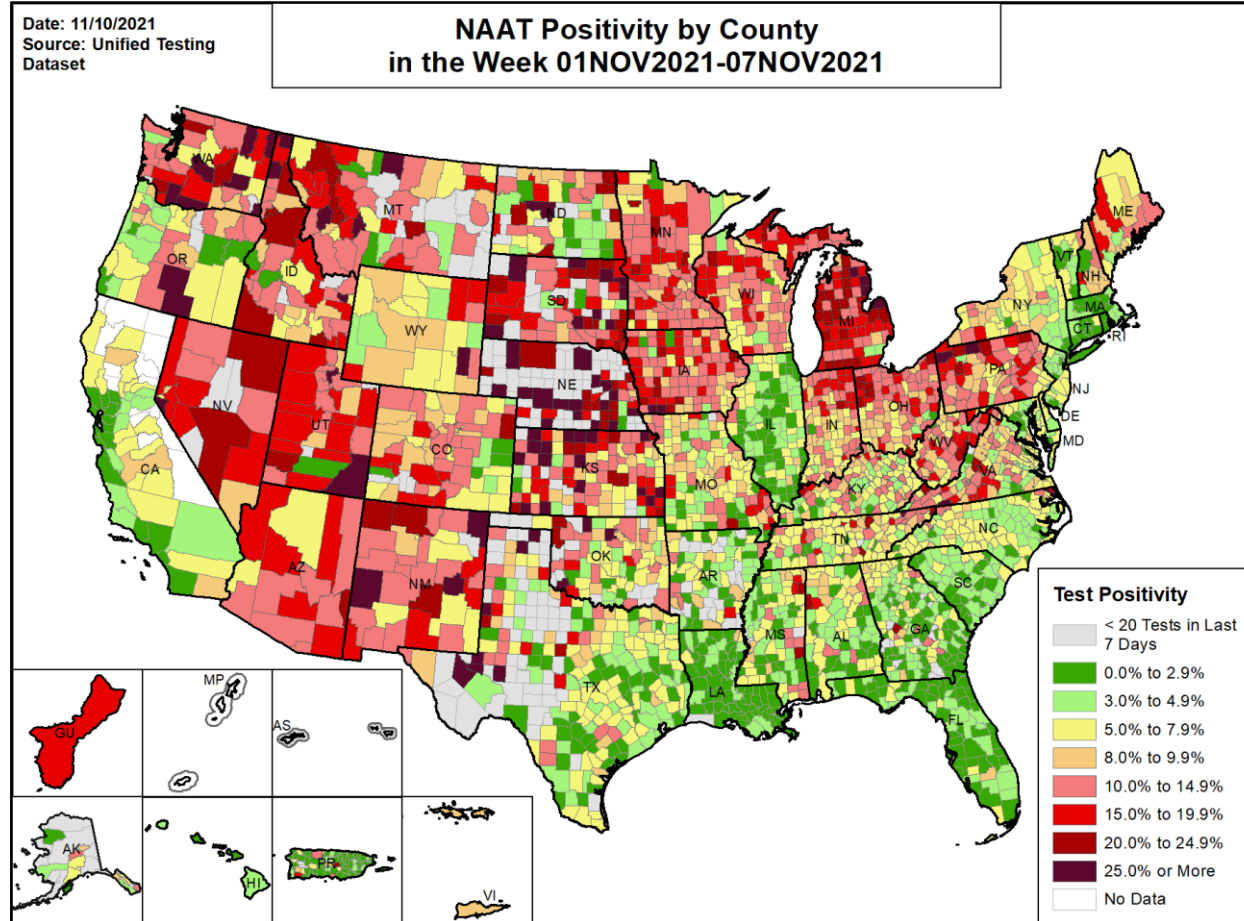 Date: 11/10/2021
Source: Unified Testing
Dataset
NAAT Positivity by County
in the Week 01NOV2021-07NOV2021
WA
MT
ND
MN
ME
OR
ID
SD
WI
MI
VT
NH
NY
MA
CT
RI
WY
IA
PA
NJ
NV
NE
IL
IN
OH
DE
MD
UT
CO
KS
MO
WV
VA
KY
CA
AZ
NM
OK
AR
TN
NC
SC
MS
AL
GA
TX
LA
FL
MP
GU
AS
AK
HI
PR
VI
Test Positivity
< 20 Tests in Last
7 Days
0.0% to 2.9%
3.0% to 4.9%
5.0% to 7.9%
8.0% to 9.9%
10.0% to 14.9%
15.0% to 19.9%
20.0% to 24.9%
25.0% or More
No Data